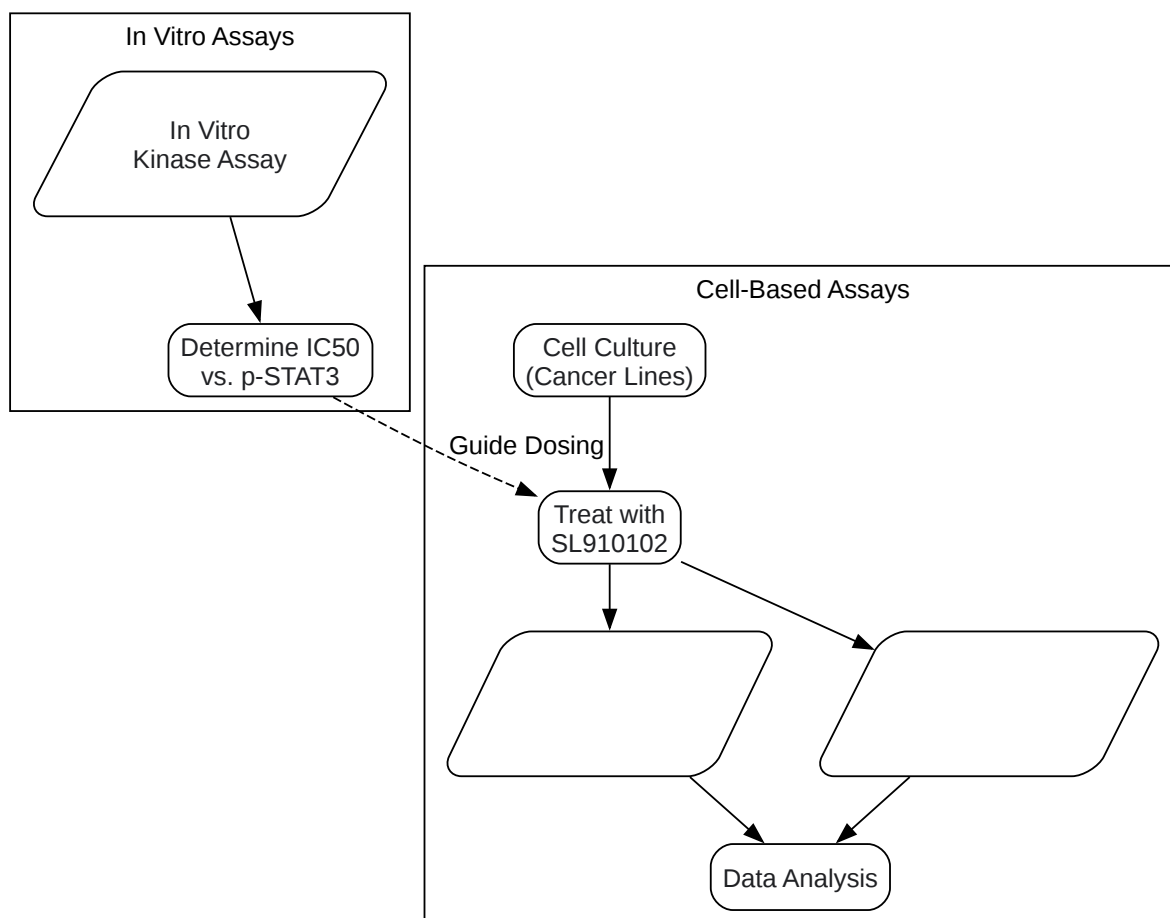 In Vitro Assays
In Vitro
Kinase Assay
Determine IC50
vs. p-STAT3
Cell-Based Assays
Cell Culture
(Cancer Lines)
Guide Dosing
Treat with
SL910102
Data Analysis